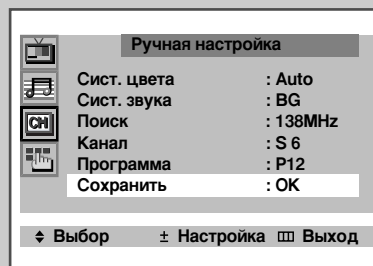 Ручная настройка
Сист. цвета : Auto
Сист. звука : BG
Поиск : 138MHz
CH Канал : S 6
Программа : P12
Сохранить : OK
Выбор ± Настройка Выход